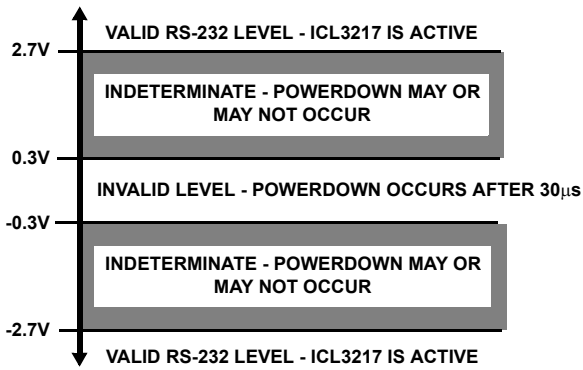 VALID RS-232 LEVEL - ICL3217 IS ACTIVE
2.7V
INDETERMINATE - POWERDOWN MAY OR
MAY NOT OCCUR
0.3V
INVALID LEVEL - POWERDOWN OCCURS AFTER 30μs
-0.3V
INDETERMINATE - POWERDOWN MAY OR
MAY NOT OCCUR
-2.7V
VALID RS-232 LEVEL - ICL3217 IS ACTIVE